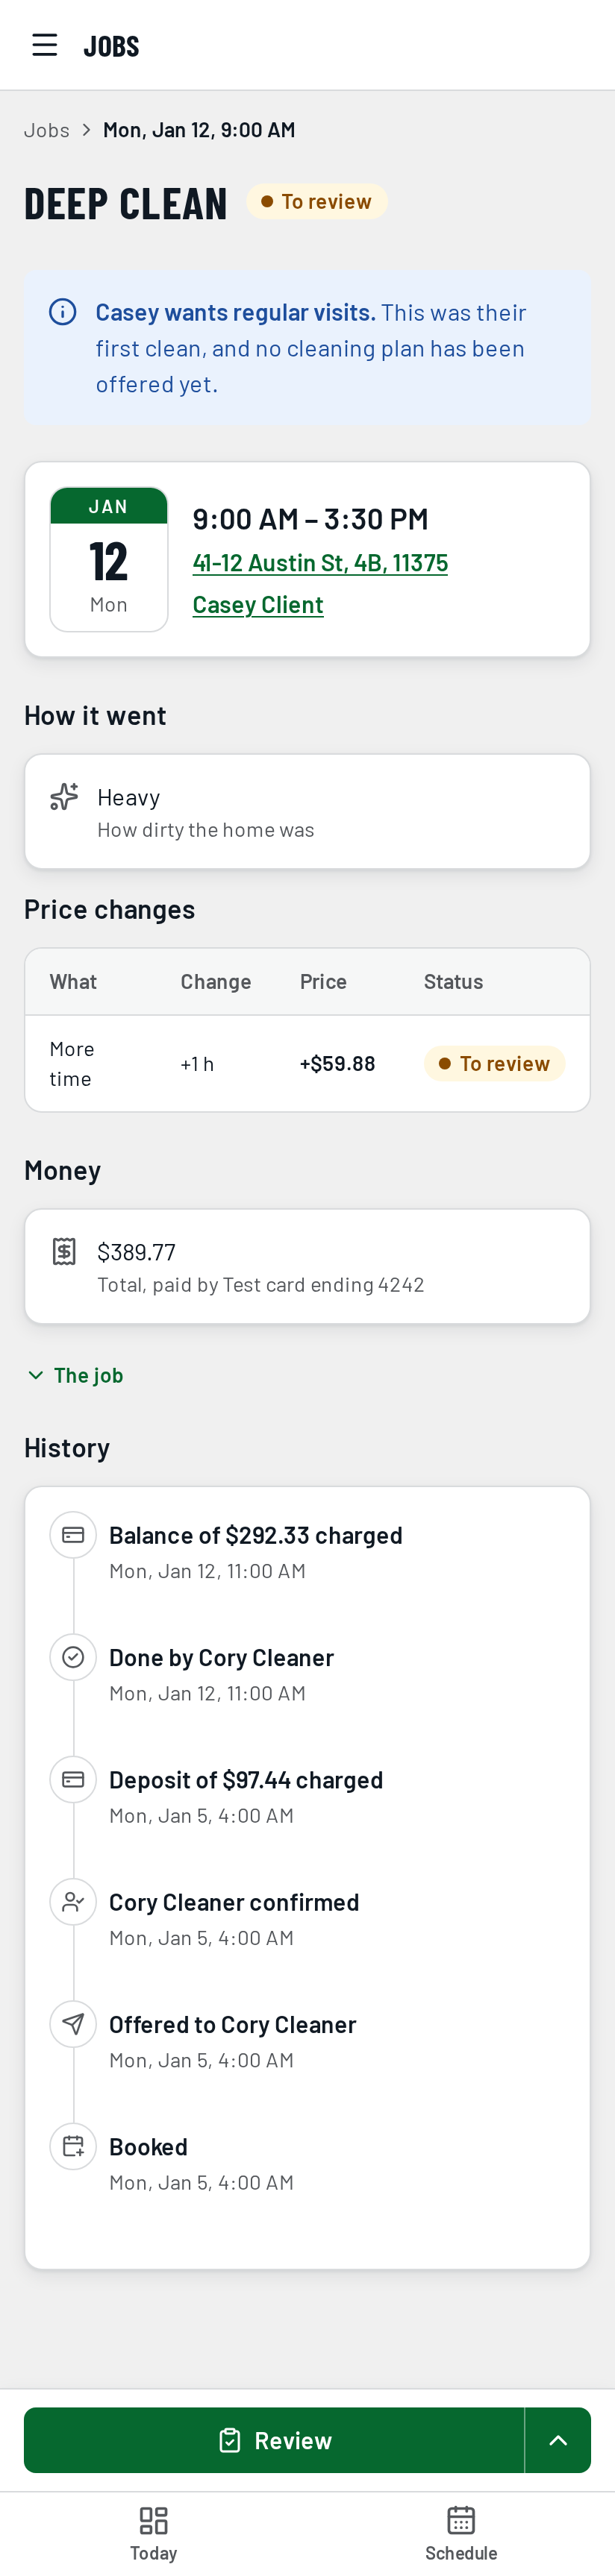 JOBS
Jobs > Mon, Jan 12, 9:00 AM
DEEP CLEAN To review
Casey wants regular visits. This was their
first clean, and no cleaning plan has been
offered yet.
JAN
12
Mon
9:00 AM – 3:30 PM
41-12 Austin St, 4B, 11375
Casey Client
How it went
Heavy
How dirty the home was
Price changes
What Change Price Status
More
time
+1 h +$59.88 To review
Money
$389.77
Total, paid by Test card ending 4242
The job
History
Balance of $292.33 charged
Mon, Jan 12, 11:00 AM
Done by Cory Cleaner
Mon, Jan 12, 11:00 AM
Deposit of $97.44 charged
Mon, Jan 5, 4:00 AM
Cory Cleaner confirmed
Mon, Jan 5, 4:00 AM
Offered to Cory Cleaner
Mon, Jan 5, 4:00 AM
Booked
Mon, Jan 5, 4:00 AM
Review
Today Schedule